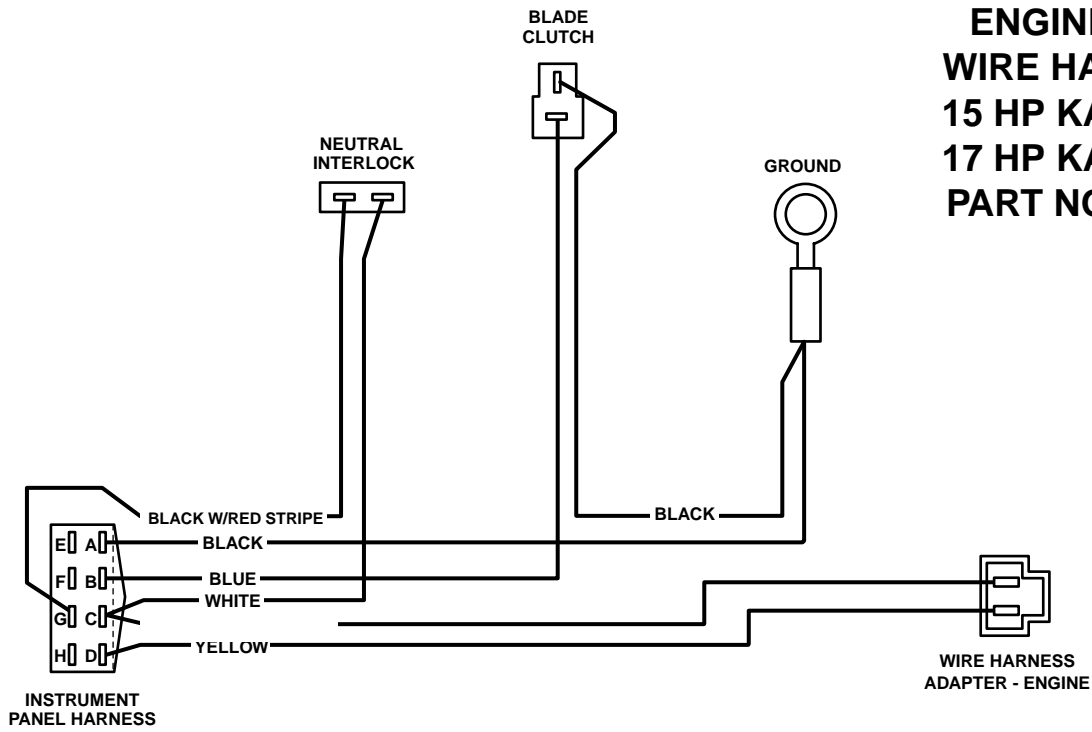 BLADE
CLUTCH
ENGIN
WIRE HA
15 HP KA
17 HP KA
PART NO
NEUTRAL
INTERLOCK
GROUND
BLACK W/RED STRIPE
BLACK
BLACK
BLUE
WHITE
YELLOW
E A
F B
G C
H D
INSTRUMENT
PANEL HARNESS
WIRE HARNESS
ADAPTER - ENGINE